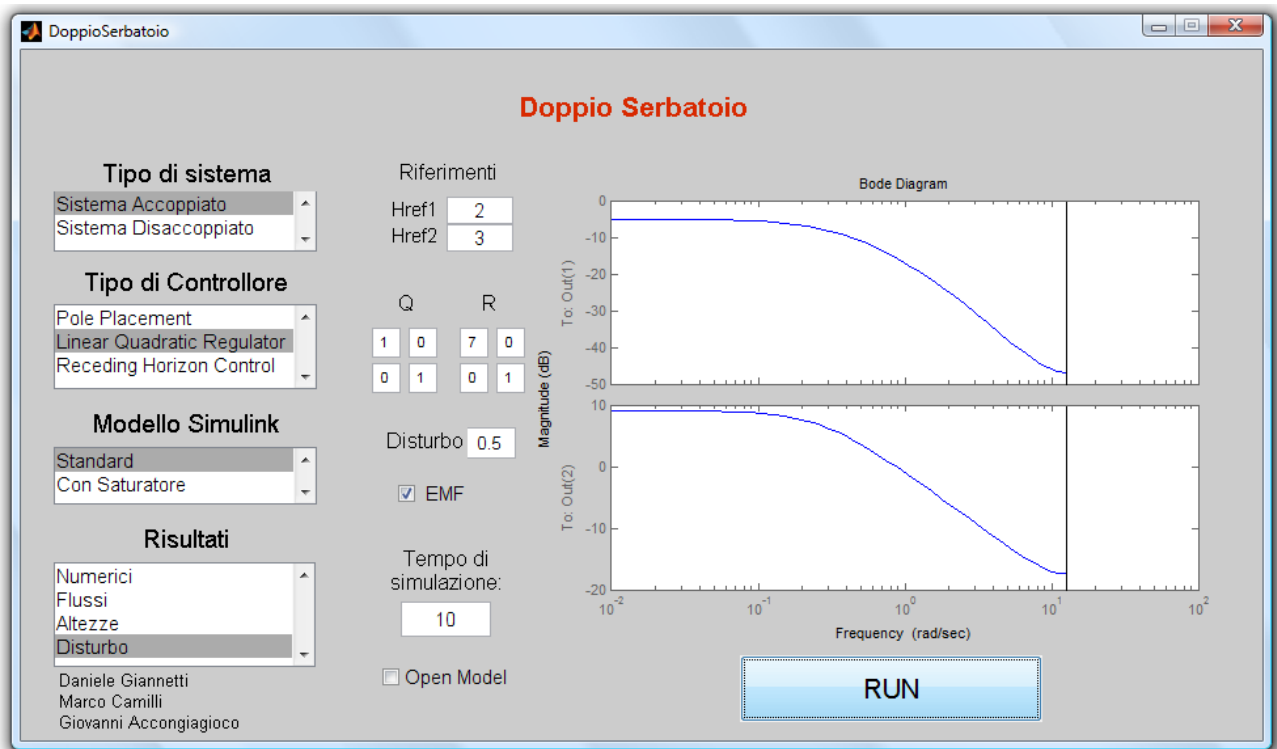 DoppioSerbatoio
Doppio Serbatoio
Tipo di sistema
Sistema Accoppiato
Sistema Disaccoppiato
Tipo di Controllore
Pole Placement
Linear Quadratic Regulator
Receding Horizon Control
Modello Simulink
Standard
Con Saturatore
Risultati
Numerici
Flussi
Altezze
Disturbo
Daniele Giannetti
Marco Camilli
Giovanni Accongiagioco
Riferimenti
Href1 2
Href2 3
Q R
1 0 7 0
0 1 0 1
Disturbo 0.5
EMF
Tempo di
simulazione:
10
Open Model
Bode Diagram
Magnitude (dB)
To: Out(1)
0
-10
-20
-30
-40
-50
To: Out(2)
10
0
-10
-20
10^-2 10^-1 10^0 10^1 10^2
Frequency (rad/sec)
RUN